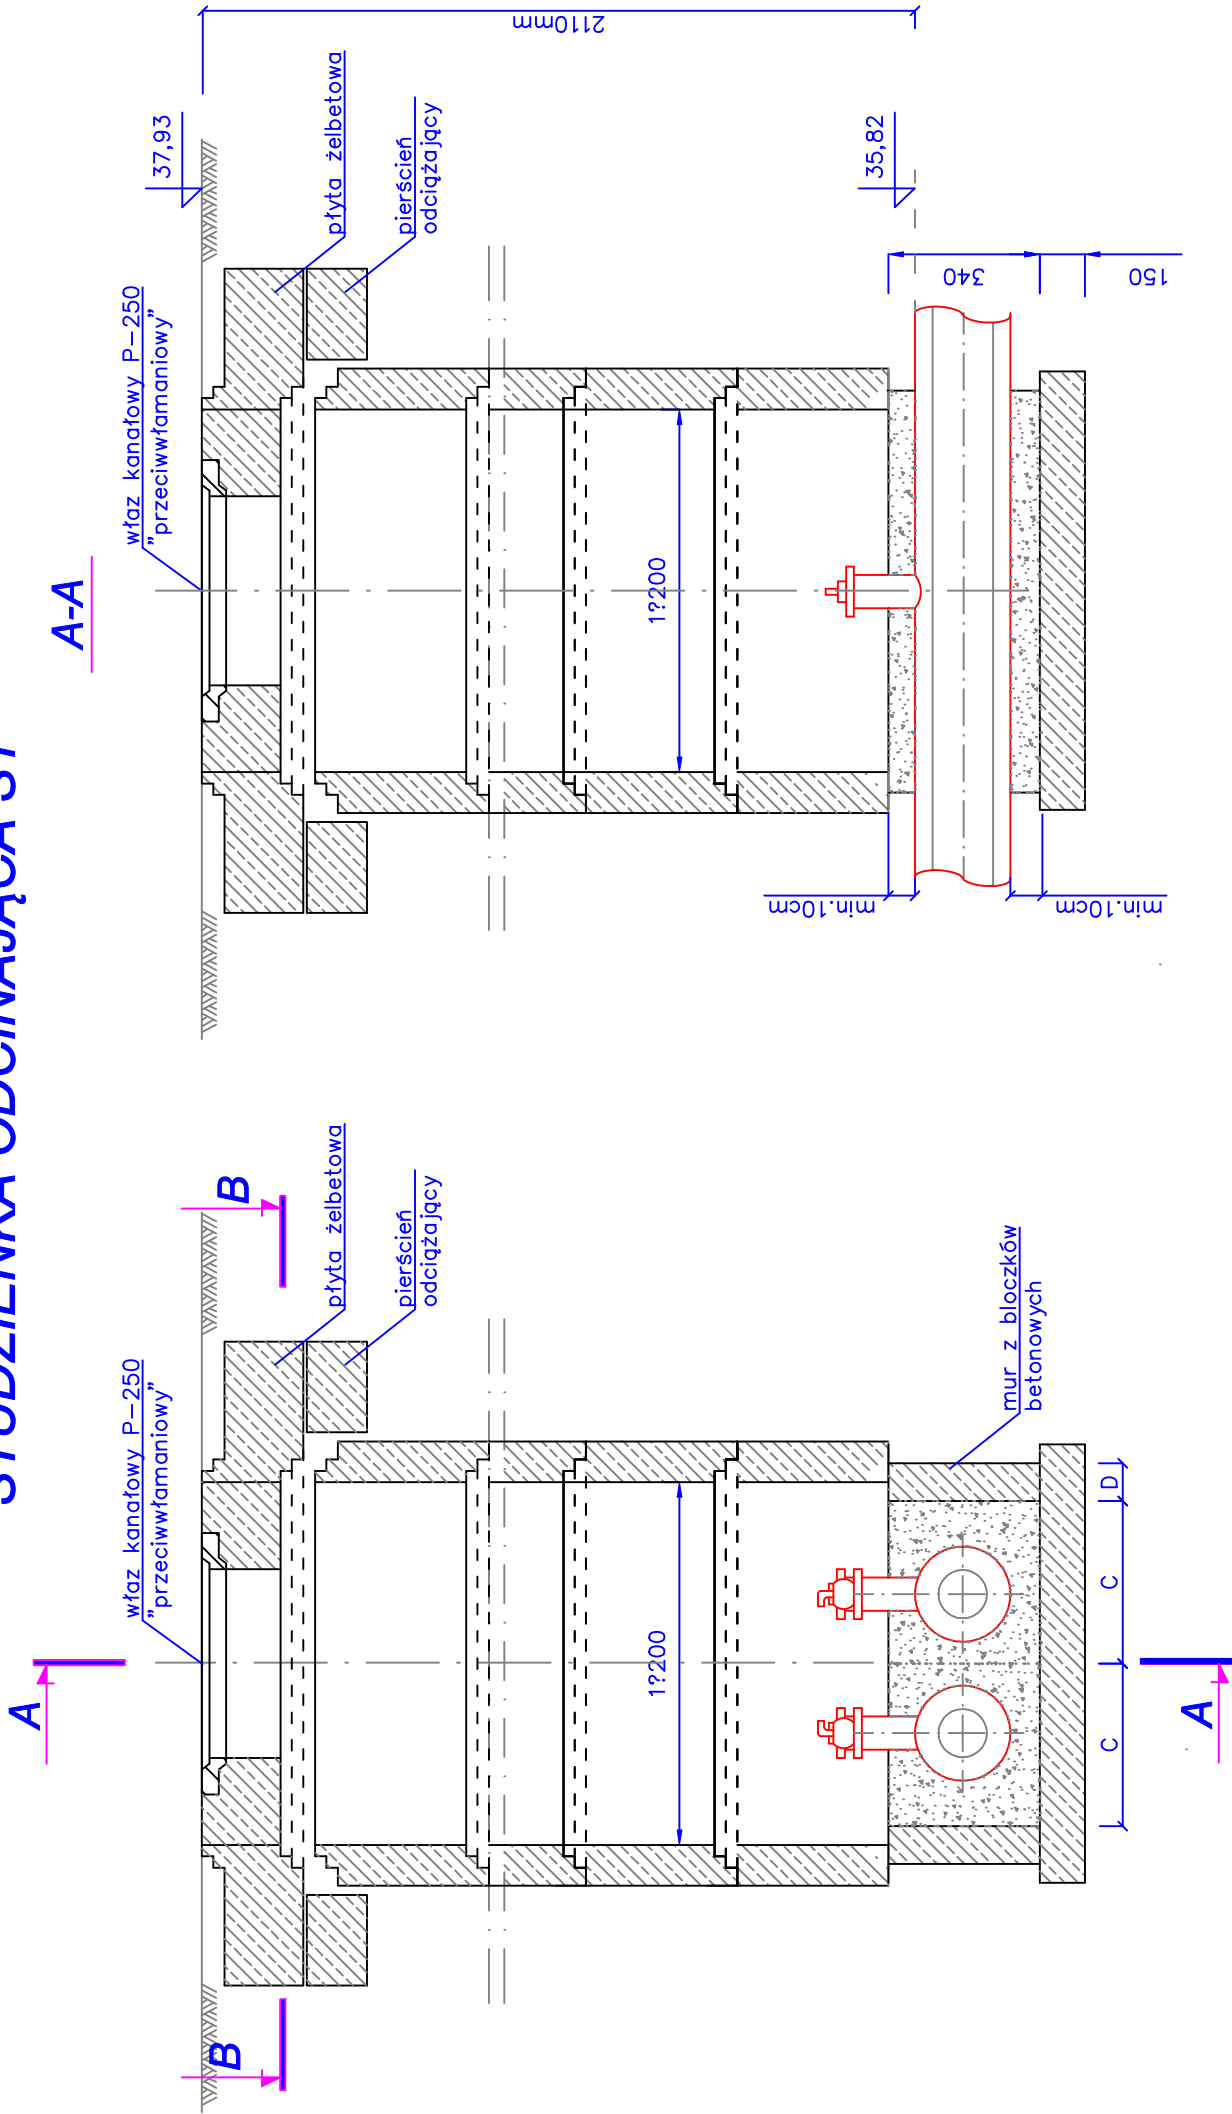 STUDZIENKA ODCINAJĄCA
A-A
właz kanałowy P-250
"przeciwwłamaniowy"
37,93
2110mm
płyta żelbetowa
pierścień
odciążający
1?200
35,82
340
150
min.10cm
min.10cm
A
B
właz kanałowy P-250
"przeciwwłamaniowy"
płyta żelbetowa
pierścień
odciążający
1?200
mur z bloczków
betonowych
C
C
D
B
A